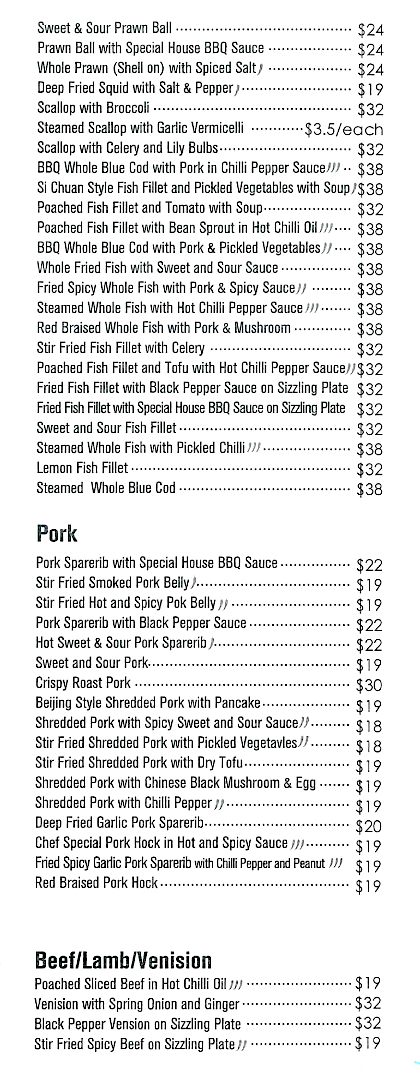 Sweet & Sour Prawn Ball $24
Prawn Ball with Special House BBQ Sauce $24
Whole Prawn (Shell on) with Spiced Salt $24
Deep Fried Squid with Salt & Pepper $19
Scallop with Broccoli $32
Steamed Scallop with Garlic Vermicelli $3.5/each
Scallop with Celery and Lily Bulbs $32
BBQ Whole Blue Cod with Pork in Chilli Pepper Sauce $38
Si Chuan Style Fish Fillet and Pickled Vegetables with Soup $38
Poached Fish Fillet and Tomato with Soup $32
Poached Fish Fillet with Bean Sprout in Hot Chilli Oil $38
BBQ Whole Blue Cod with Pork & Pickled Vegetables $38
Whole Fried Fish with Sweet and Sour Sauce $38
Fried Spicy Whole Fish with Pork & Spicy Sauce $38
Steamed Whole Fish with Hot Chilli Pepper Sauce $38
Red Braised Whole Fish with Pork & Mushroom $38
Stir Fried Fish Fillet with Celery $32
Poached Fish Fillet and Tofu with Hot Chilli Pepper Sauce $32
Fried Fish Fillet with Black Pepper Sauce on Sizzling Plate $32
Fried Fish Fillet with Special House BBQ Sauce on Sizzling Plate $32
Sweet and Sour Fish Fillet $32
Steamed Whole Fish with Pickled Chilli $38
Lemon Fish Fillet $32
Steamed Whole Blue Cod $38
Pork
Pork Sparerib with Special House BBQ Sauce $22
Stir Fried Smoked Pork Belly $19
Stir Fried Hot and Spicy Pok Belly $19
Pork Sparerib with Black Pepper Sauce $22
Hot Sweet & Sour Pork Sparerib $22
Sweet and Sour Pork $19
Crispy Roast Pork $30
Beijing Style Shredded Pork with Pancake $19
Shredded Pork with Spicy Sweet and Sour Sauce $18
Stir Fried Shredded Pork with Pickled Vegetavles $18
Stir Fried Shredded Pork with Dry Tofu $19
Shredded Pork with Chinese Black Mushroom & Egg $19
Shredded Pork with Chilli Pepper $19
Deep Fried Garlic Pork Sparerib $20
Chef Special Pork Hock in Hot and Spicy Sauce $19
Fried Spicy Garlic Pork Sparerib with Chilli Pepper and Peanut $19
Red Braised Pork Hock $19
Beef/Lamb/Venision
Poached Sliced Beef in Hot Chilli Oil $19
Venision with Spring Onion and Ginger $32
Black Pepper Vension on Sizzling Plate $32
Stir Fried Spicy Beef on Sizzling Plate $19